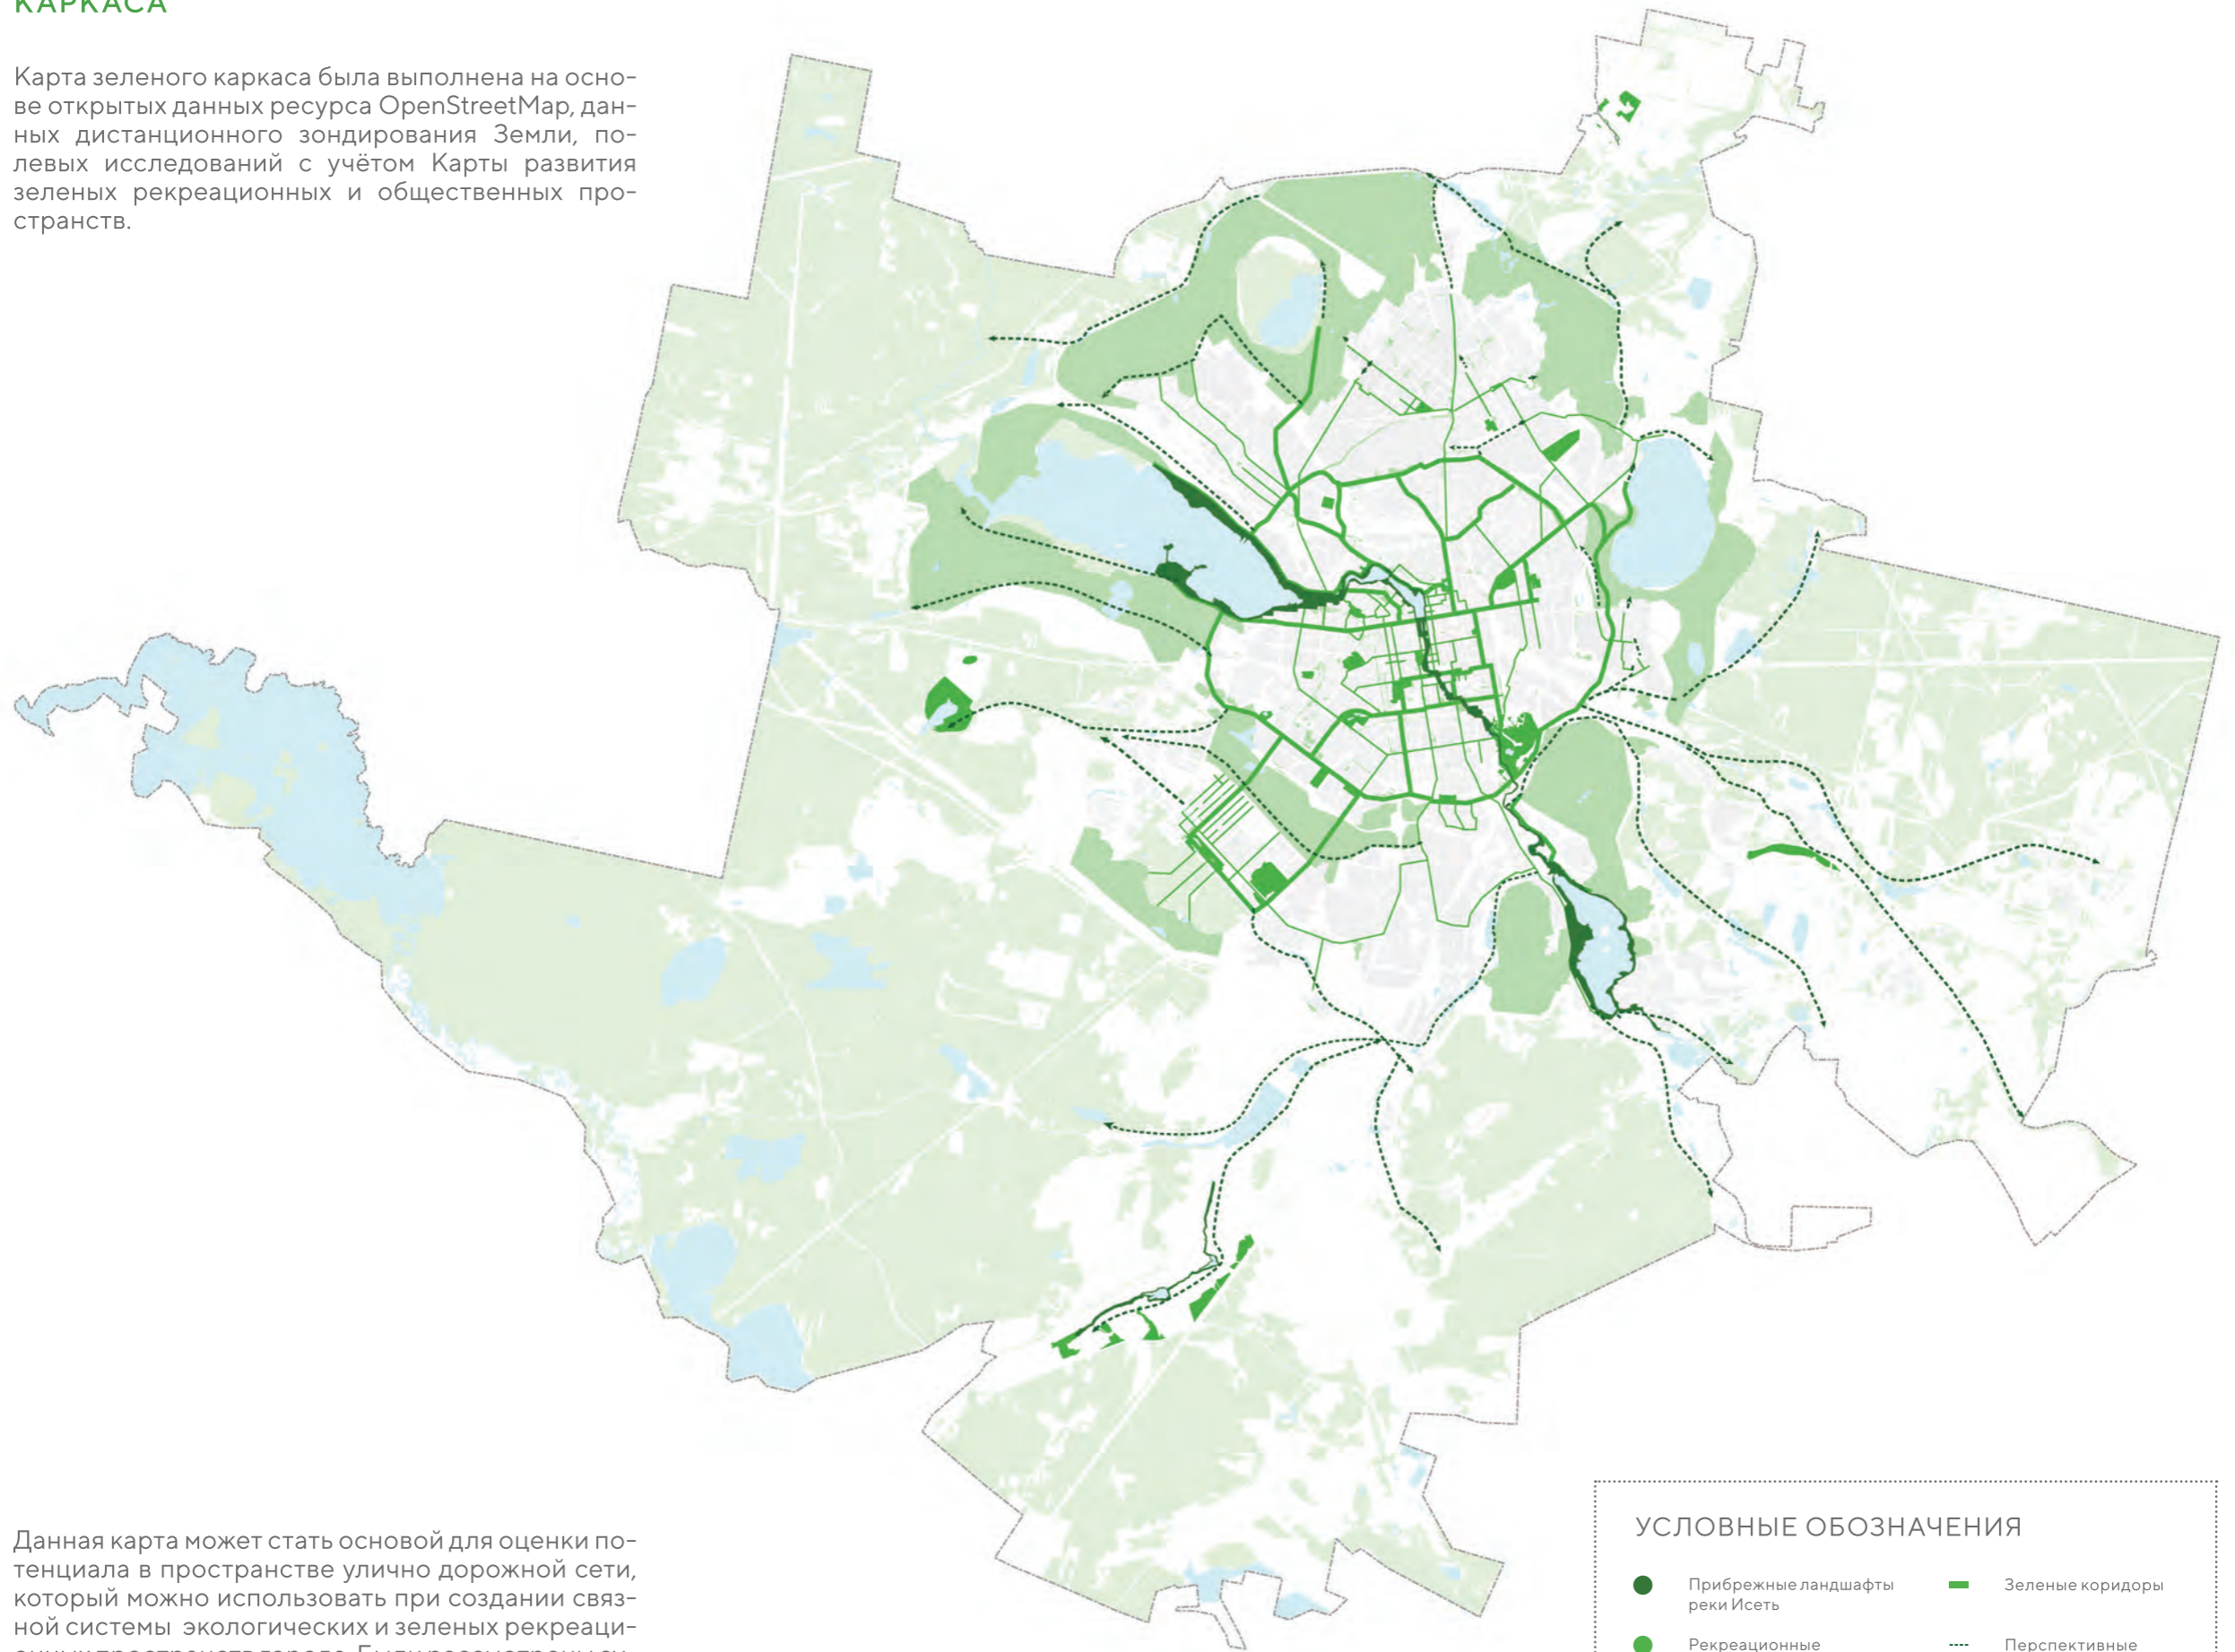 КАРКАСА
Карта зеленого каркаса была выполнена на осно-
ве открытых данных ресурса OpenStreetMap, дан-
ных дистанционного зондирования Земли, по-
левых исследований с учётом Карты развития
зеленых рекреационных и общественных про-
странств.
Данная карта может стать основой для оценки по-
тенциала в пространстве улично дорожной сети,
который можно использовать при создании связ-
ной системы экологических и зеленых рекреаци-
УСЛОВНЫЕ ОБОЗНАЧЕНИЯ
Прибрежные ландшафты
реки Исеть
Зеленые коридоры
Рекреационные
Перспективные